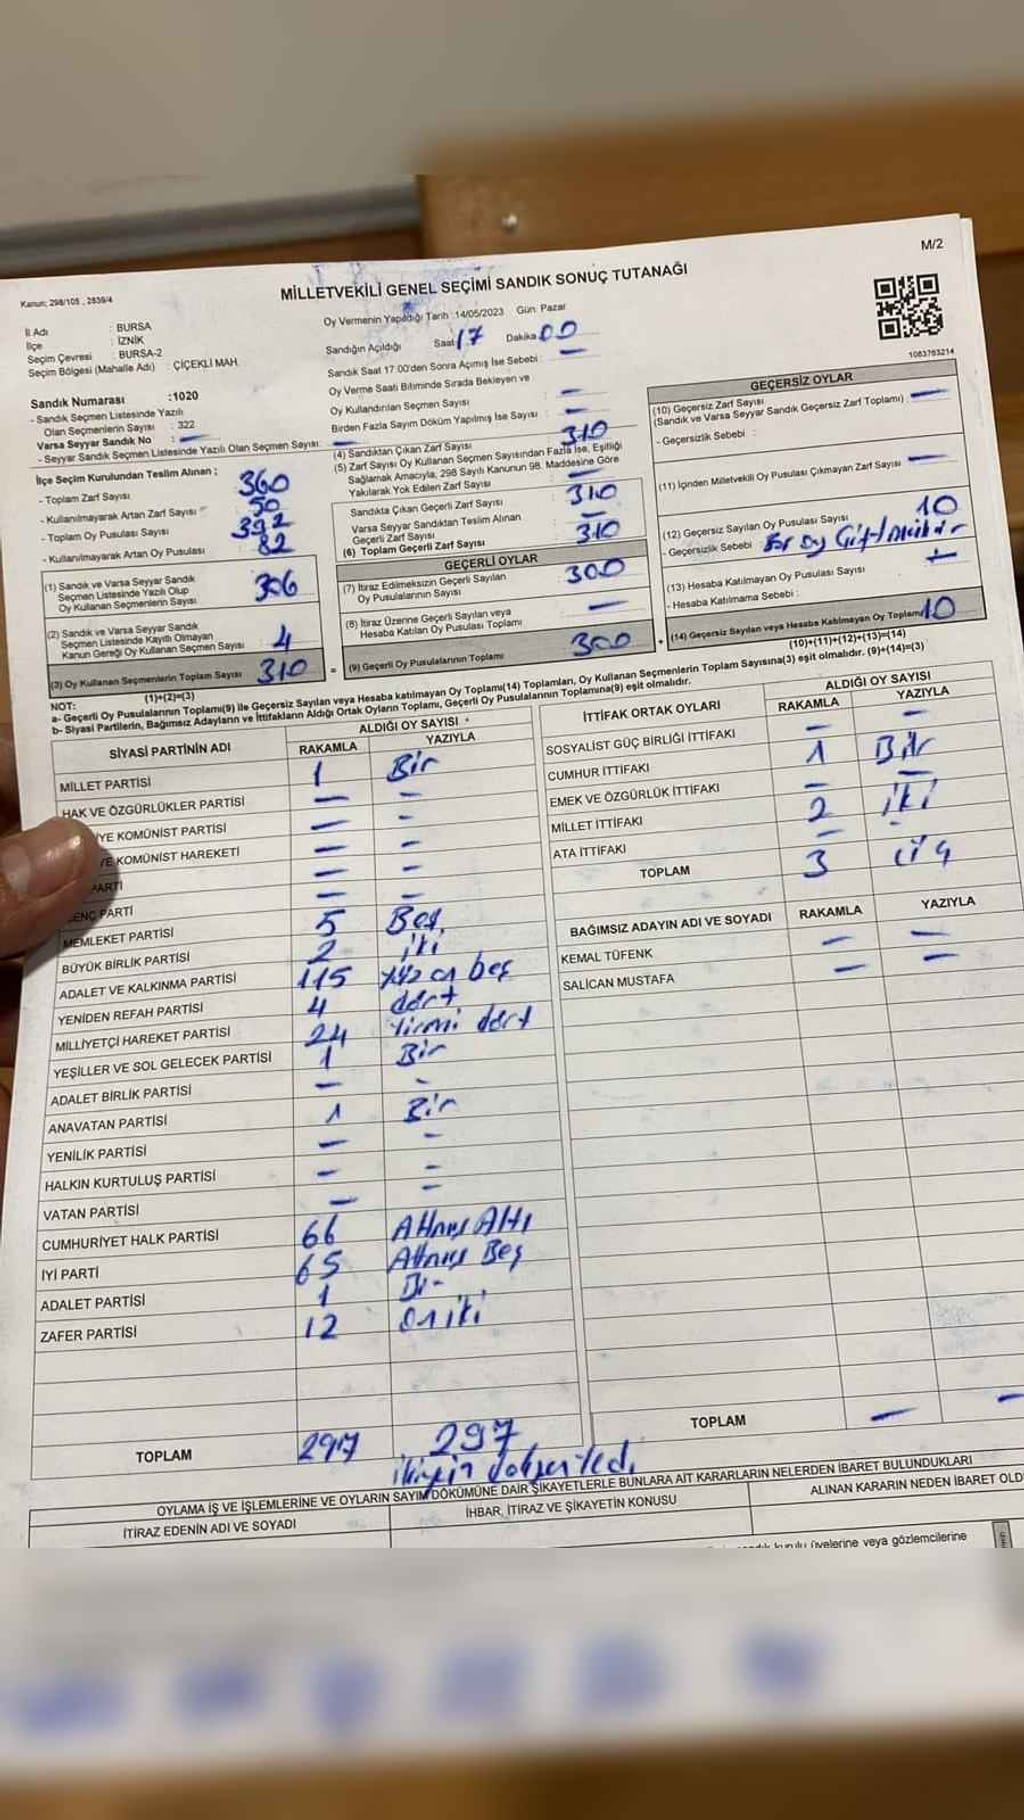 M/2
Kanun; 298/105 , 2839/4
MİLLETVEKİLİ GENEL SEÇİMİ SANDIK SONUÇ TUTANAĞI
İl Adı : BURSA
İlçe : İZNİK
Seçim Çevresi : BURSA-2
Seçim Bölgesi (Mahalle Adı) : ÇİÇEKLİ MAH.
Sandık Numarası :1020
- Sandık Seçmen Listesinde Yazılı
Olan Seçmenlerin Sayısı : 322
Varsa Seyyar Sandık No : —
- Seyyar Sandık Seçmen Listesinde Yazılı Olan Seçmen Sayısı: —
İlçe Seçim Kurulundan Teslim Alınan ;
- Toplam Zarf Sayısı 360
- Kullanılmayarak Artan Zarf Sayısı 50
- Toplam Oy Pusulası Sayısı 392
- Kullanılmayarak Artan Oy Pusulası 82
(1) Sandık ve Varsa Seyyar Sandık
Seçmen Listesinde Yazılı Olup
Oy Kullanan Seçmenlerin Sayısı 306
(2) Sandık ve Varsa Seyyar Sandık
Seçmen Listesinde Kayıtlı Olmayan
Kanun Gereği Oy Kullanan Seçmen Sayısı 4
(3) Oy Kullanan Seçmenlerin Toplam Sayısı 310
(1)+(2)=(3)
Oy Vermenin Yapıldığı Tarih :14/05/2023 Gün: Pazar
Sandığın Açıldığı Saat 17 Dakika 00
Sandık Saat 17:00'den Sonra Açılmış İse Sebebi : —
Oy Verme Saati Bitiminde Sırada Bekleyen ve
Oy Kullandırılan Seçmen Sayısı : —
Birden Fazla Sayım Döküm Yapılmış İse Sayısı : —
(4) Sandıktan Çıkan Zarf Sayısı 310
(5) Zarf Sayısı Oy Kullanan Seçmen Sayısından Fazla İse, Eşitliği
Sağlamak Amacıyla, 298 Sayılı Kanunun 98. Maddesine Göre
Yakılarak Yok Edilen Zarf Sayısı : —
Sandıkta Çıkan Geçerli Zarf Sayısı 310
Varsa Seyyar Sandıktan Teslim Alınan
Geçerli Zarf Sayısı : —
(6) Toplam Geçerli Zarf Sayısı 310
GEÇERLİ OYLAR
(7) İtiraz Edilmeksizin Geçerli Sayılan
Oy Pusulalarının Sayısı 300
(8) İtiraz Üzerine Geçerli Sayılan veya
Hesaba Katılan Oy Pusulası Toplamı : —
= (9) Geçerli Oy Pusulalarının Toplamı 300 +
1083763214
GEÇERSİZ OYLAR
(10) Geçersiz Zarf Sayısı
(Sandık ve Varsa Seyyar Sandık Geçersiz Zarf Toplamı) : —
- Geçersizlik Sebebi :
(11) İçinden Milletvekili Oy Pusulası Çıkmayan Zarf Sayısı —
(12) Geçersiz Sayılan Oy Pusulası Sayısı 10
- Geçersizlik Sebebi Oy
(13) Hesaba Katılmayan Oy Pusulası Sayısı
- Hesaba Katılmama Sebebi :
(14) Geçersiz Sayılan veya Hesaba Katılmayan Oy Toplamı 10
(10)+(11)+(12)+(13)=(14)
NOT:
a- Geçerli Oy Pusulalarının Toplamı(9) ile Geçersiz Sayılan veya Hesaba katılmayan Oy Toplamı(14) Toplamları, Oy Kullanan Seçmenlerin Toplam Sayısına(3) eşit olmalıdır. (9)+(14)=(3)
b- Siyasi Partilerin, Bağımsız Adayların ve İttifakların Aldığı Ortak Oyların Toplamı, Geçerli Oy Pusulalarının Toplamına(9) eşit olmalıdır.
SİYASİ PARTİNİN ADI ALDIĞI OY SAYISI
RAKAMLA YAZIYLA
MİLLET PARTİSİ 1 Bir
HAK VE ÖZGÜRLÜKLER PARTİSİ — —
YE KOMÜNİST PARTİSİ — —
YE KOMÜNİST HAREKETİ — —
PARTİ — —
GENÇ PARTİ — —
MEMLEKET PARTİSİ 5 Beş
BÜYÜK BİRLİK PARTİSİ 2 iki
ADALET VE KALKINMA PARTİSİ 115 yüz on beş
YENİDEN REFAH PARTİSİ 4 dört
MİLLİYETÇİ HAREKET PARTİSİ 24 Yirmi dört
YEŞİLLER VE SOL GELECEK PARTİSİ 1 Bir
ADALET BİRLİK PARTİSİ — —
ANAVATAN PARTİSİ 1 Bir
YENİLİK PARTİSİ — —
HALKIN KURTULUŞ PARTİSİ — —
VATAN PARTİSİ — —
CUMHURİYET HALK PARTİSİ 66 Altmış Altı
İYİ PARTİ 65 Altmış Beş
ADALET PARTİSİ 1 Bir
ZAFER PARTİSİ 12 on iki
TOPLAM 297 297
İttifak ORTAK OYLARI ALDIĞI OY SAYISI
RAKAMLA YAZIYLA
SOSYALİST GÜÇ BİRLİĞİ İTTİFAKI — —
CUMHUR İTTİFAKI 1 Bir
EMEK VE ÖZGÜRLÜK İTTİFAKI — —
MİLLET İTTİFAKI 2 iki
ATA İTTİFAKI — —
TOPLAM 3 üç
BAĞIMSIZ ADAYIN ADI VE SOYADI RAKAMLA YAZIYLA
KEMAL TÜFENK — —
SALİCAN MUSTAFA — —
TOPLAM — —
OYLAMA İŞ VE İŞLEMLERİNE VE OYLARIN SAYIM DÖKÜMÜNE DAİR ŞİKAYETLERLE BUNLARA AİT KARARLARIN NELERDEN İBARET BULUNDUKLARI
İTİRAZ EDENİN ADI VE SOYADI
İHBAR, İTİRAZ VE ŞİKAYETİN KONUSU
ALINAN KARARIN NEDEN İBARET OLD
kurulu üyelerine veya gözlemcilerine